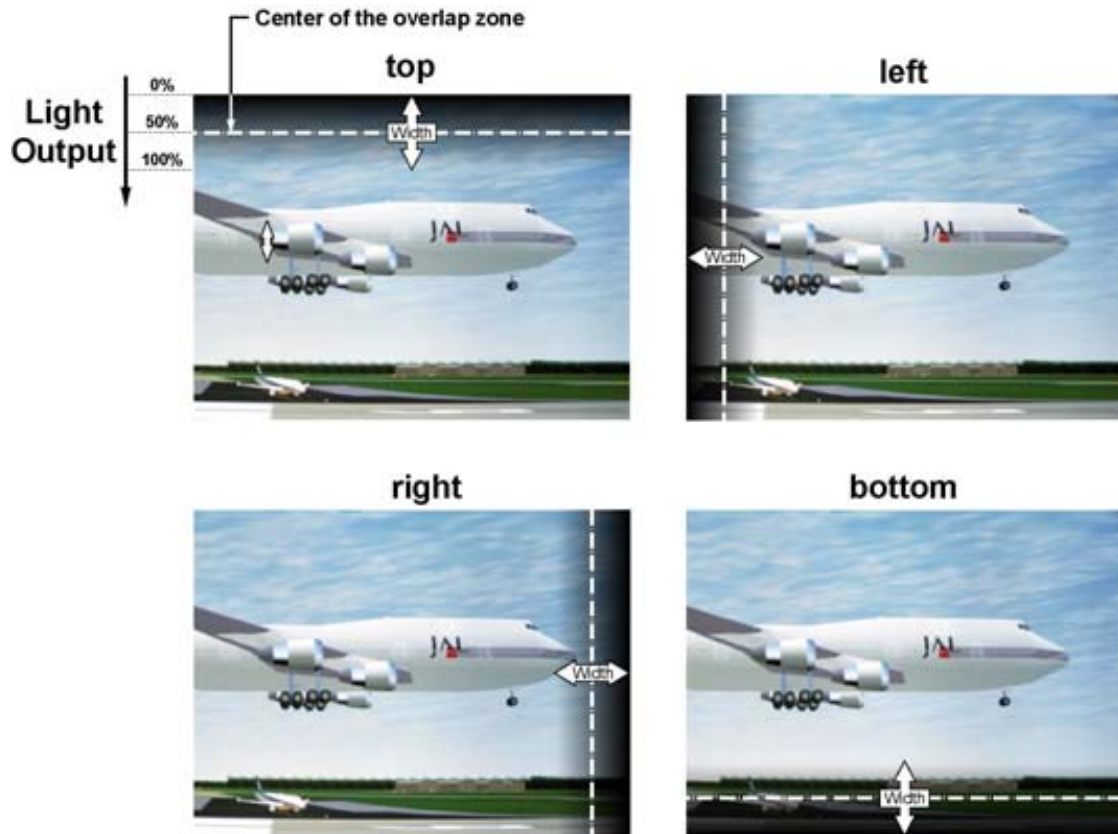 Center of the overlap zone
top
left
0%
Light
Output
50%
100%
Width
JAL
Width
JAL
right
bottom
JAL
Width
JAL
Width